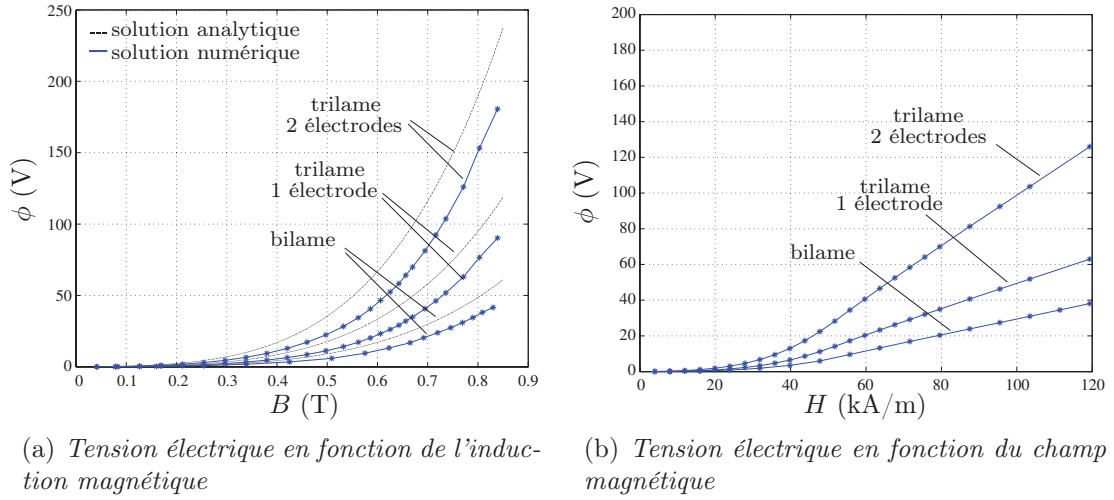 250
200
150
100
50
0
0
0.1
0.2
0.3
0.4
0.5
0.6
0.7
0.8
0.9
solution analytique
solution numérique
trilame
2 électrodes
trilame
1 électrode
bilame
ϕ (V)
B (T)
(a) Tension électrique en fonction de l'induc-
tion magnétique
200
180
160
140
120
100
80
60
40
20
0
0
20
40
60
80
100
120
trilame
2 électrodes
trilame
1 électrode
bilame
ϕ (V)
H (kA/m)
(b) Tension électrique en fonction du champ
magnétique